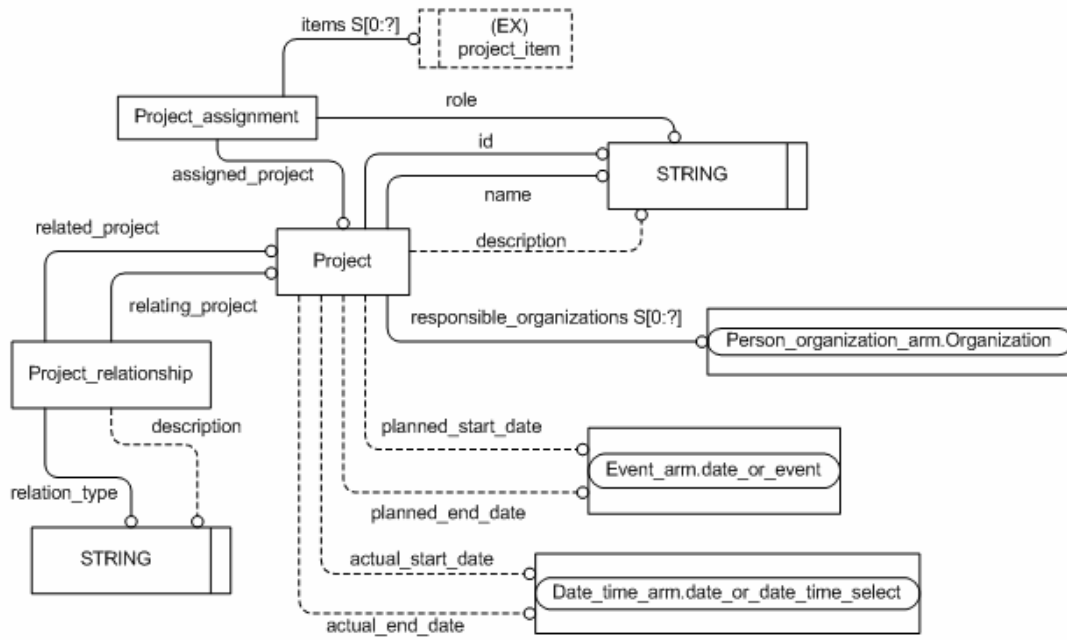 items S[0:?]
(EX)
project_item
Project_assignment
role
id
assigned_project
STRING
name
related_project
description
Project
relating_project
responsible_organizations S[0:?]
Person_organization_arm.Organization
Project_relationship
description
planned_start_date
Event_arm.date_or_event
relation_type
planned_end_date
STRING
actual_start_date
Date_time_arm.date_or_date_time_select
actual_end_date